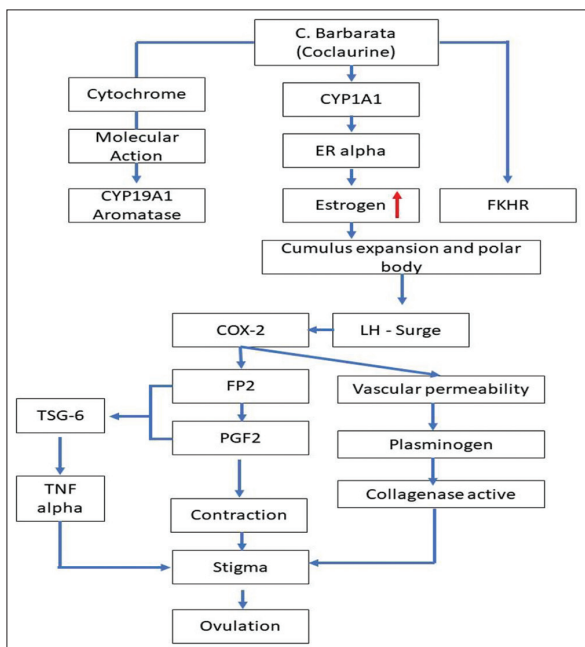 C. Barbarata
(Coclaurine)
Cytochrome
CYP1A1
Molecular
Action
ER alpha
CYP19A1
Aromatase
Estrogen
FKHR
Cumulus expansion and polar
body
COX-2
LH - Surge
FP2
Vascular permeability
TSG-6
PGF2
Plasminogen
TNF
alpha
Collagenase active
Contraction
Stigma
Ovulation